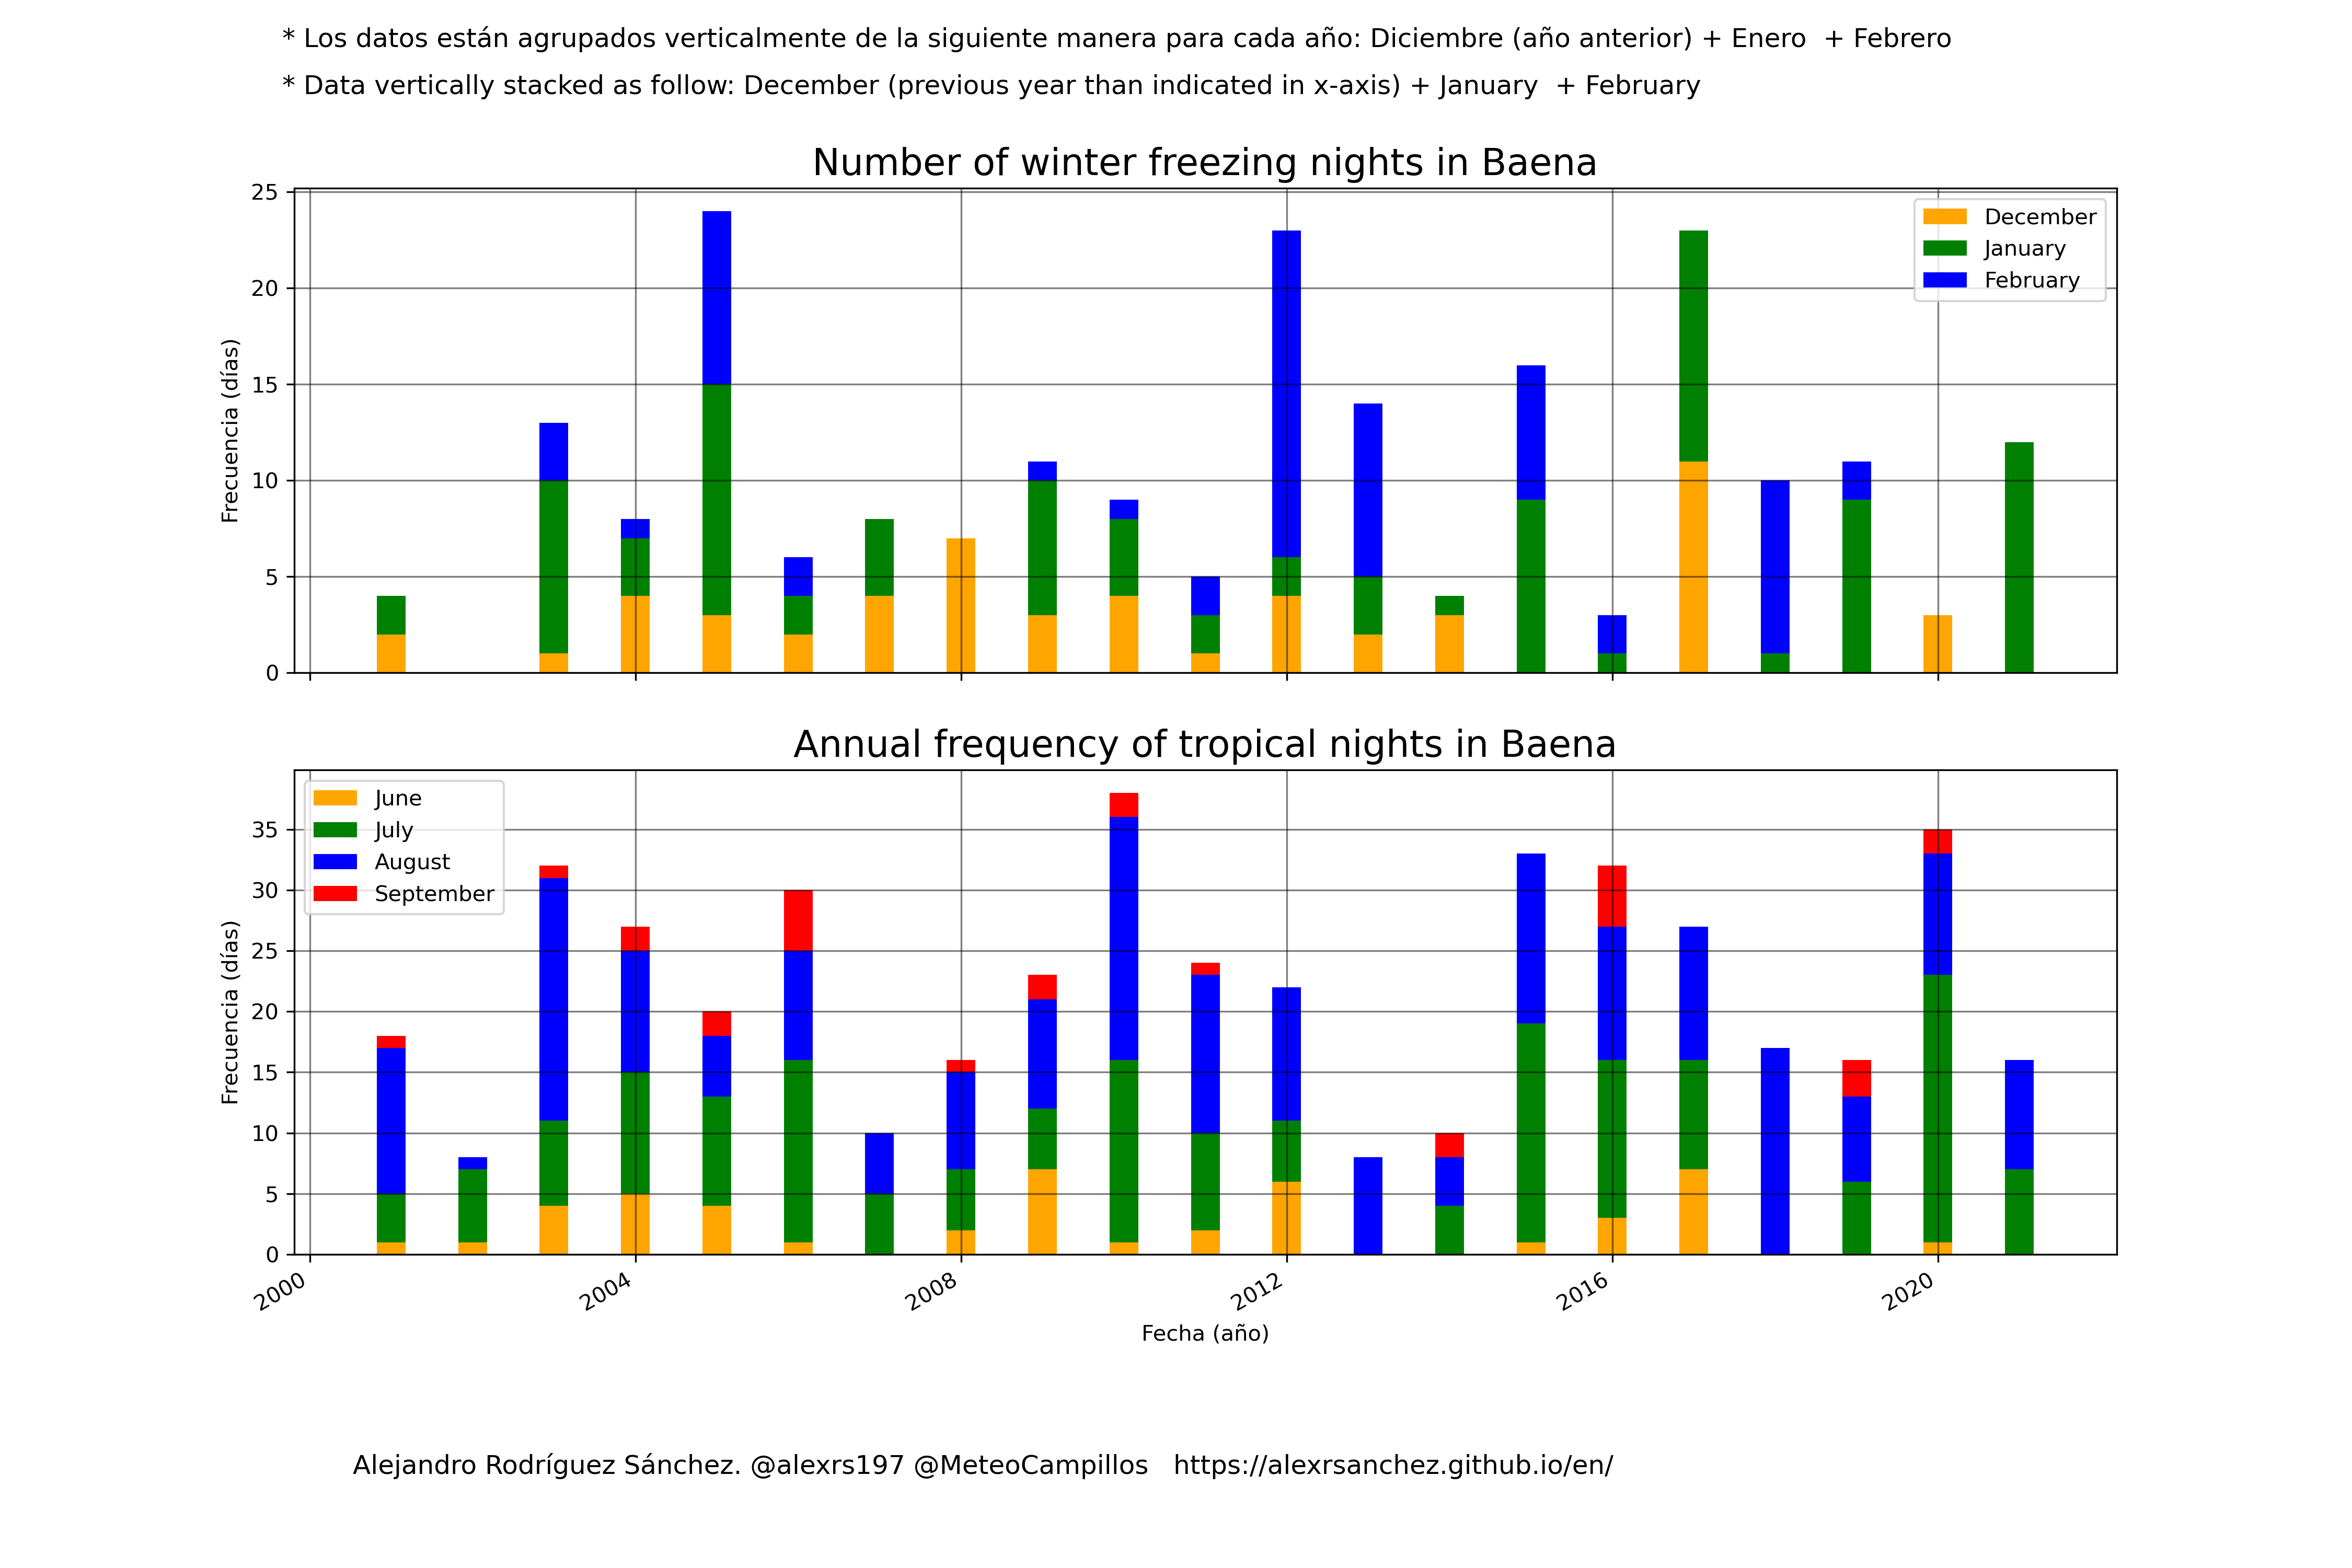 * Los datos están agrupados verticalmente de la siguiente manera para cada año: Diciembre (año anterior) + Enero  + Febrero
* Data vertically stacked as follow: December (previous year than indicated in x-axis) + January  + February
Number of winter freezing nights in Baena
25
20
15
10
5
0
Frecuencia (días)
December
January
February
Annual frequency of tropical nights in Baena
35
30
25
20
15
10
5
0
Frecuencia (días)
June
July
August
September
2000
2004
2008
2012
2016
2020
Fecha (año)
Alejandro Rodríguez Sánchez. @alexrs197 @MeteoCampillos   https://alexrsanchez.github.io/en/